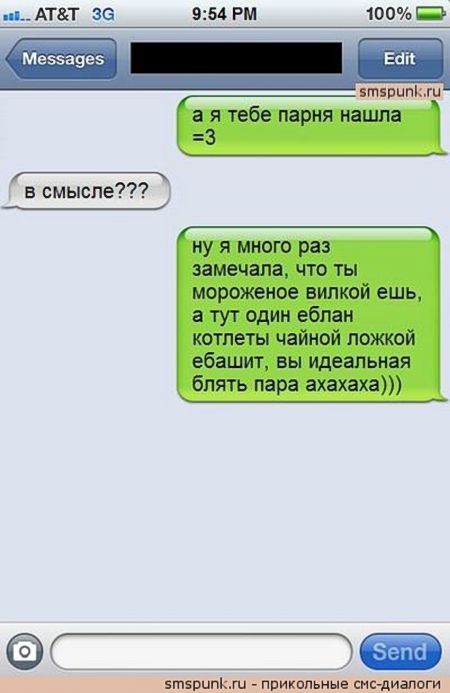 AT&T 3G 9:54 PM 100%
Messages Edit
smspunk.ru
а я тебе парня нашла
=3
в смысле???
ну я много раз
замечала, что ты
мороженое вилкой ешь,
а тут один еблан
котлеты чайной ложкой
ебашит, вы идеальная
блять пара ахахаха)))
Send
smspunk.ru - прикольные смс-диалоги